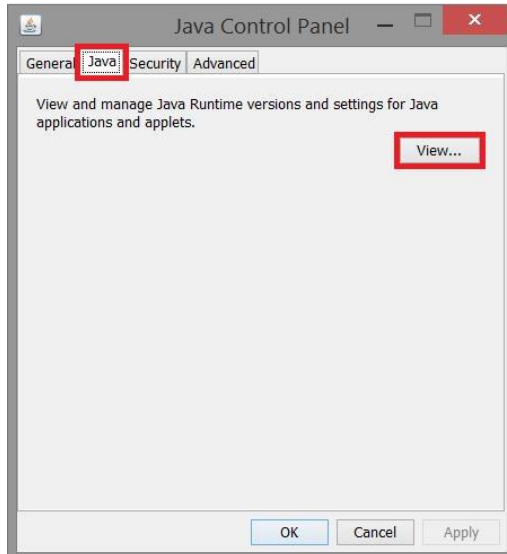 Java Control Panel
General Java Security Advanced
View and manage Java Runtime versions and settings for Java
applications and applets.
View...
OK Cancel Apply